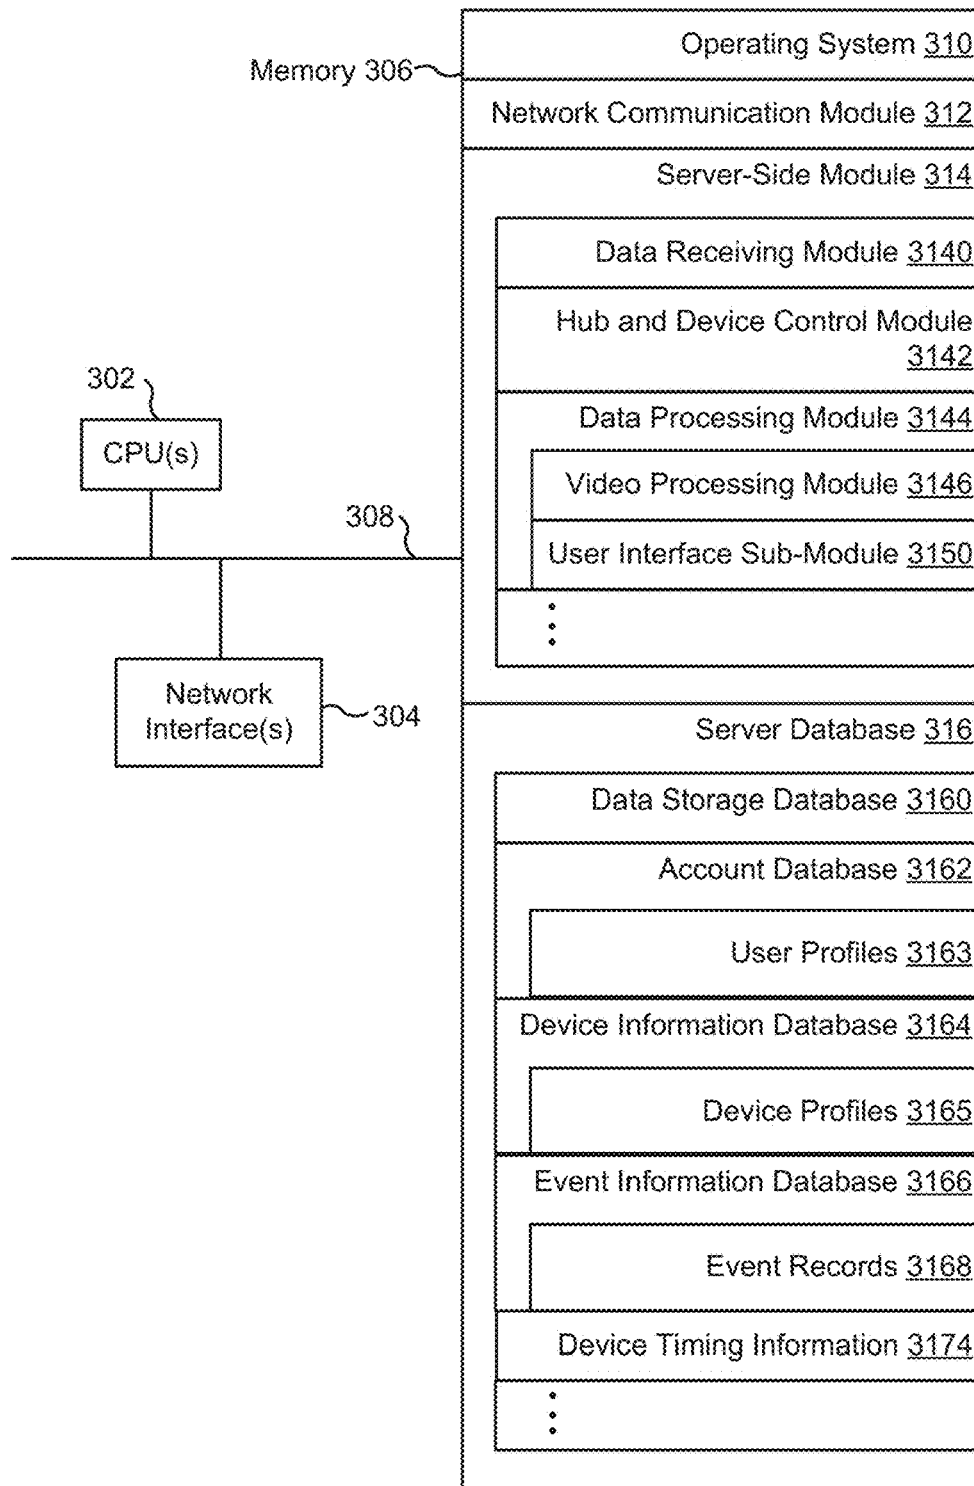 Operating System 310
Memory 306
Network Communication Module 312
Server-Side Module 314
Data Receiving Module 3140
Hub and Device Control Module
3142
302
CPU(s)
Data Processing Module 3144
Video Processing Module 3146
308
User Interface Sub-Module 3150
Network
Interface(s)
304
Server Database 316
Data Storage Database 3160
Account Database 3162
User Profiles 3163
Device Information Database 3164
Device Profiles 3165
Event Information Database 3166
Event Records 3168
Device Timing Information 3174